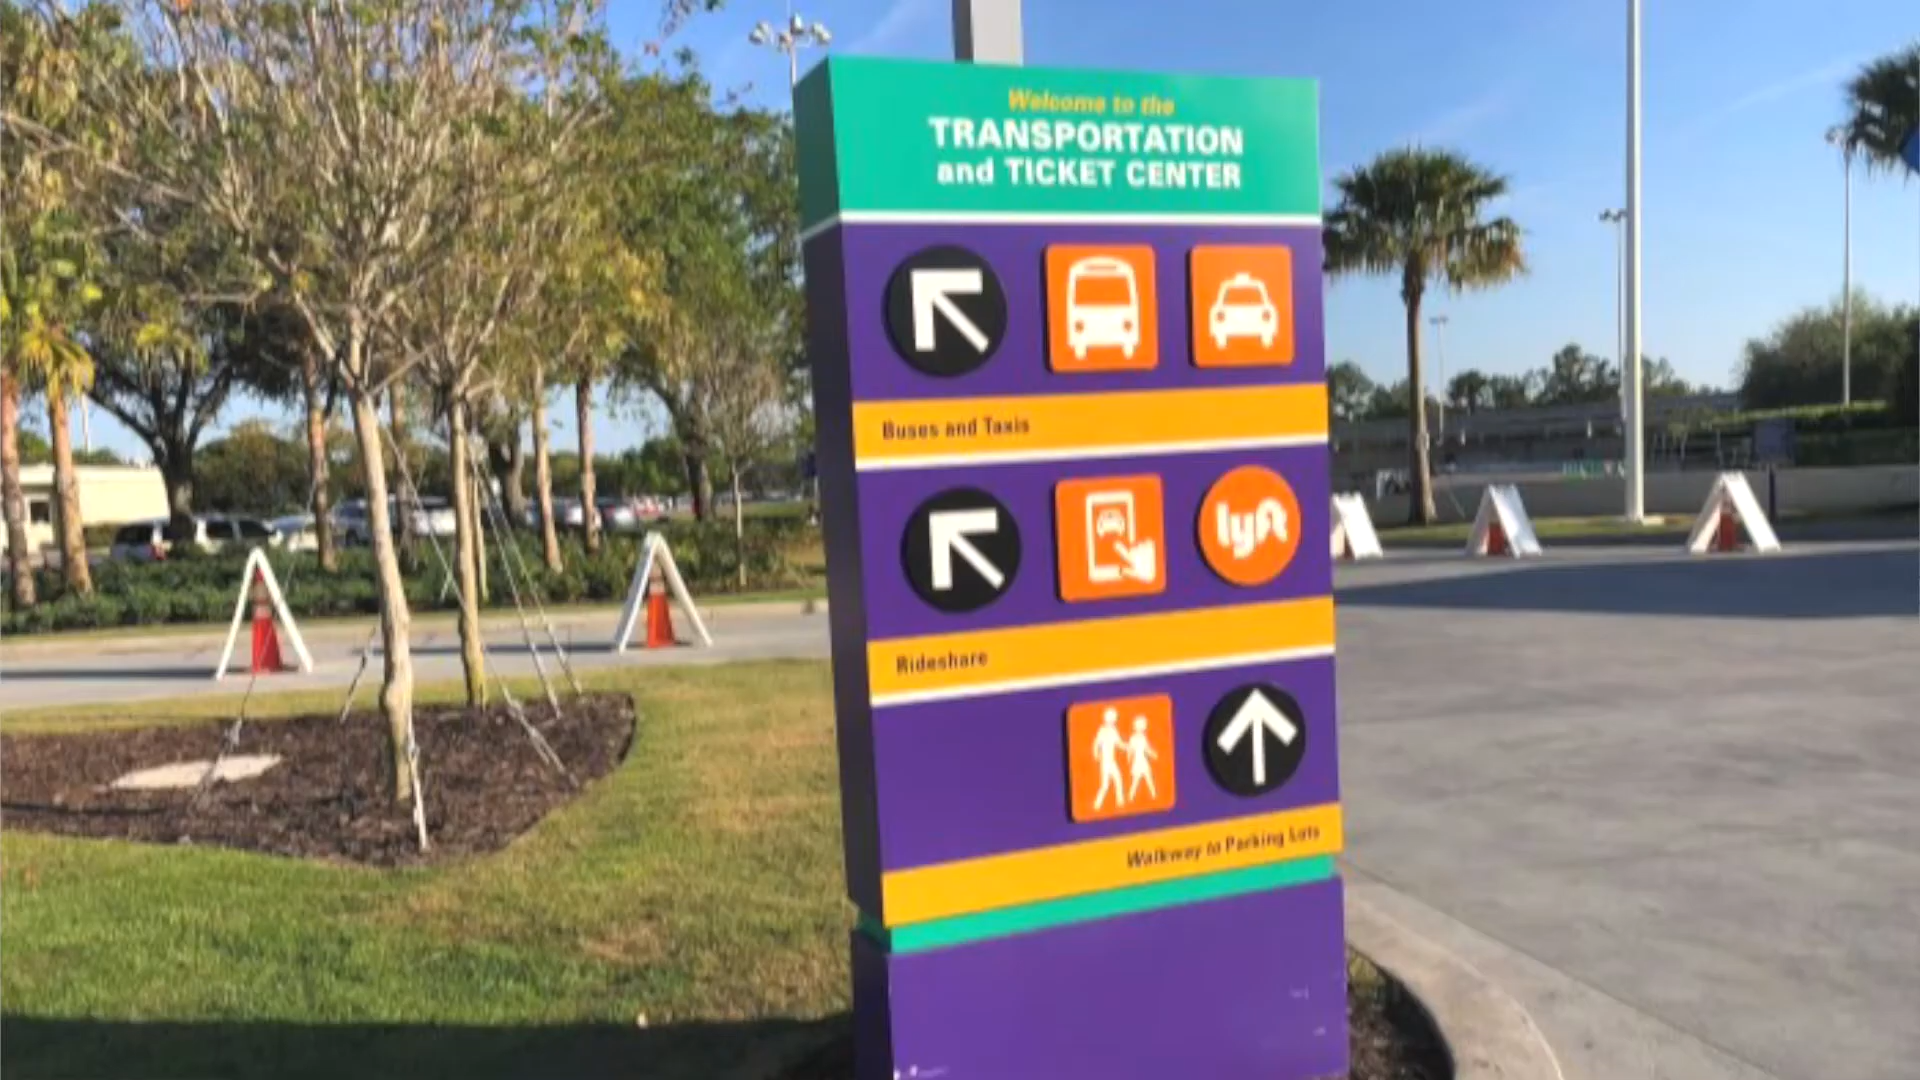 Welcome to the
TRANSPORTATION
and TICKET CENTER
Buses and Taxis
lyft
Rideshare
Walkway to Parking Lots